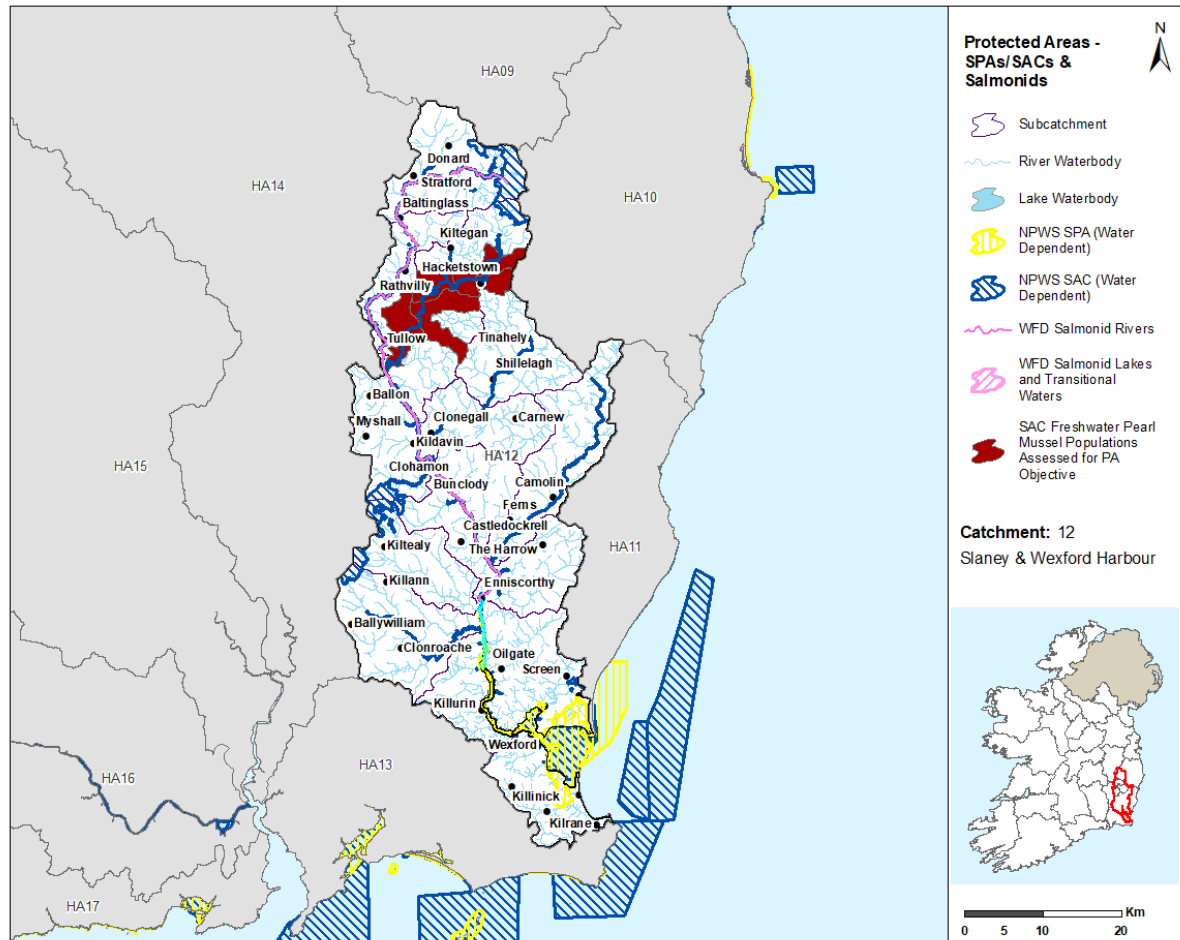 HA09
HA14
HA10
Donard
Stratford
Baltinglass
Kiltegan
Hacketstown
Rathvilly
Tullow
Tinahely
Shillelagh
Ballon
Myshall
Clonegall
Carnew
Kildavin
HA15
HA12
Clohamon
Bunclody
Camolin
Ferns
Castledockrell
Kiltealy
The Harrow
HA11
Killann
Enniscorthy
Ballywilliam
Clonroache
Oilgate
Screen
Killurin
Wexford
HA16
HA13
Killinick
Kilrane
HA17
Protected Areas -
SPAs/SACs &
Salmonids
N
Subcatchment
River Waterbody
Lake Waterbody
NPWS SPA (Water
Dependent)
NPWS SAC (Water
Dependent)
WFD Salmonid Rivers
WFD Salmonid Lakes
and Transitional
Waters
SAC Freshwater Pearl
Mussel Populations
Assessed for PA
Objective
Catchment: 12
Slaney & Wexford Harbour
Km
0 5 10 20